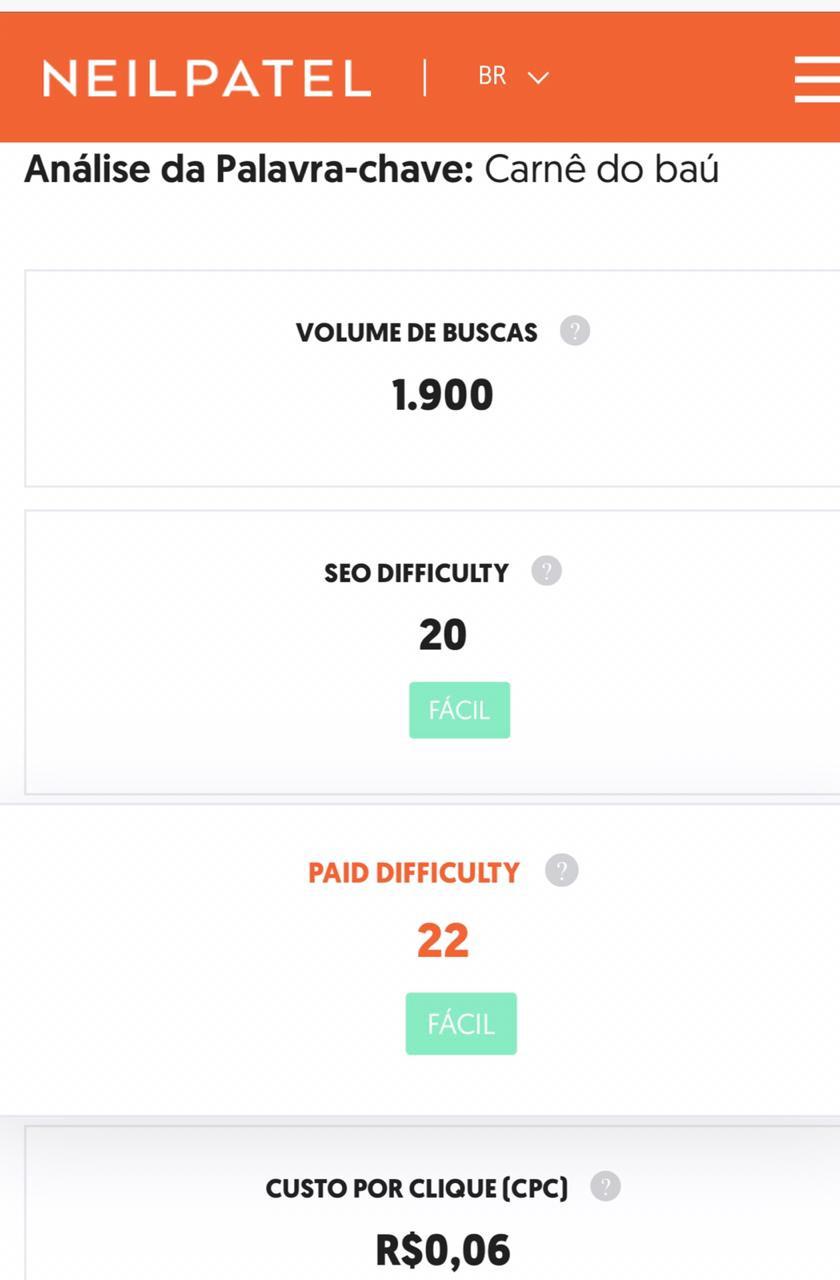 NEILPATEL | BR
Análise da Palavra-chave: Carnê do baú
VOLUME DE BUSCAS ?
1.900
SEO DIFFICULTY ?
20
FÁCIL
PAID DIFFICULTY ?
22
FÁCIL
CUSTO POR CLIQUE (CPC) ?
R$0,06